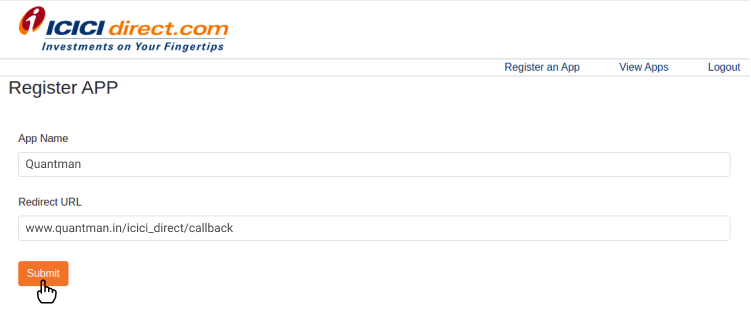 ICICI direct.com
Investments on Your Fingertips
Register an App View Apps Logout
Register APP
App Name
Quantman
Redirect URL
www.quantman.in/icici_direct/callback
Submit